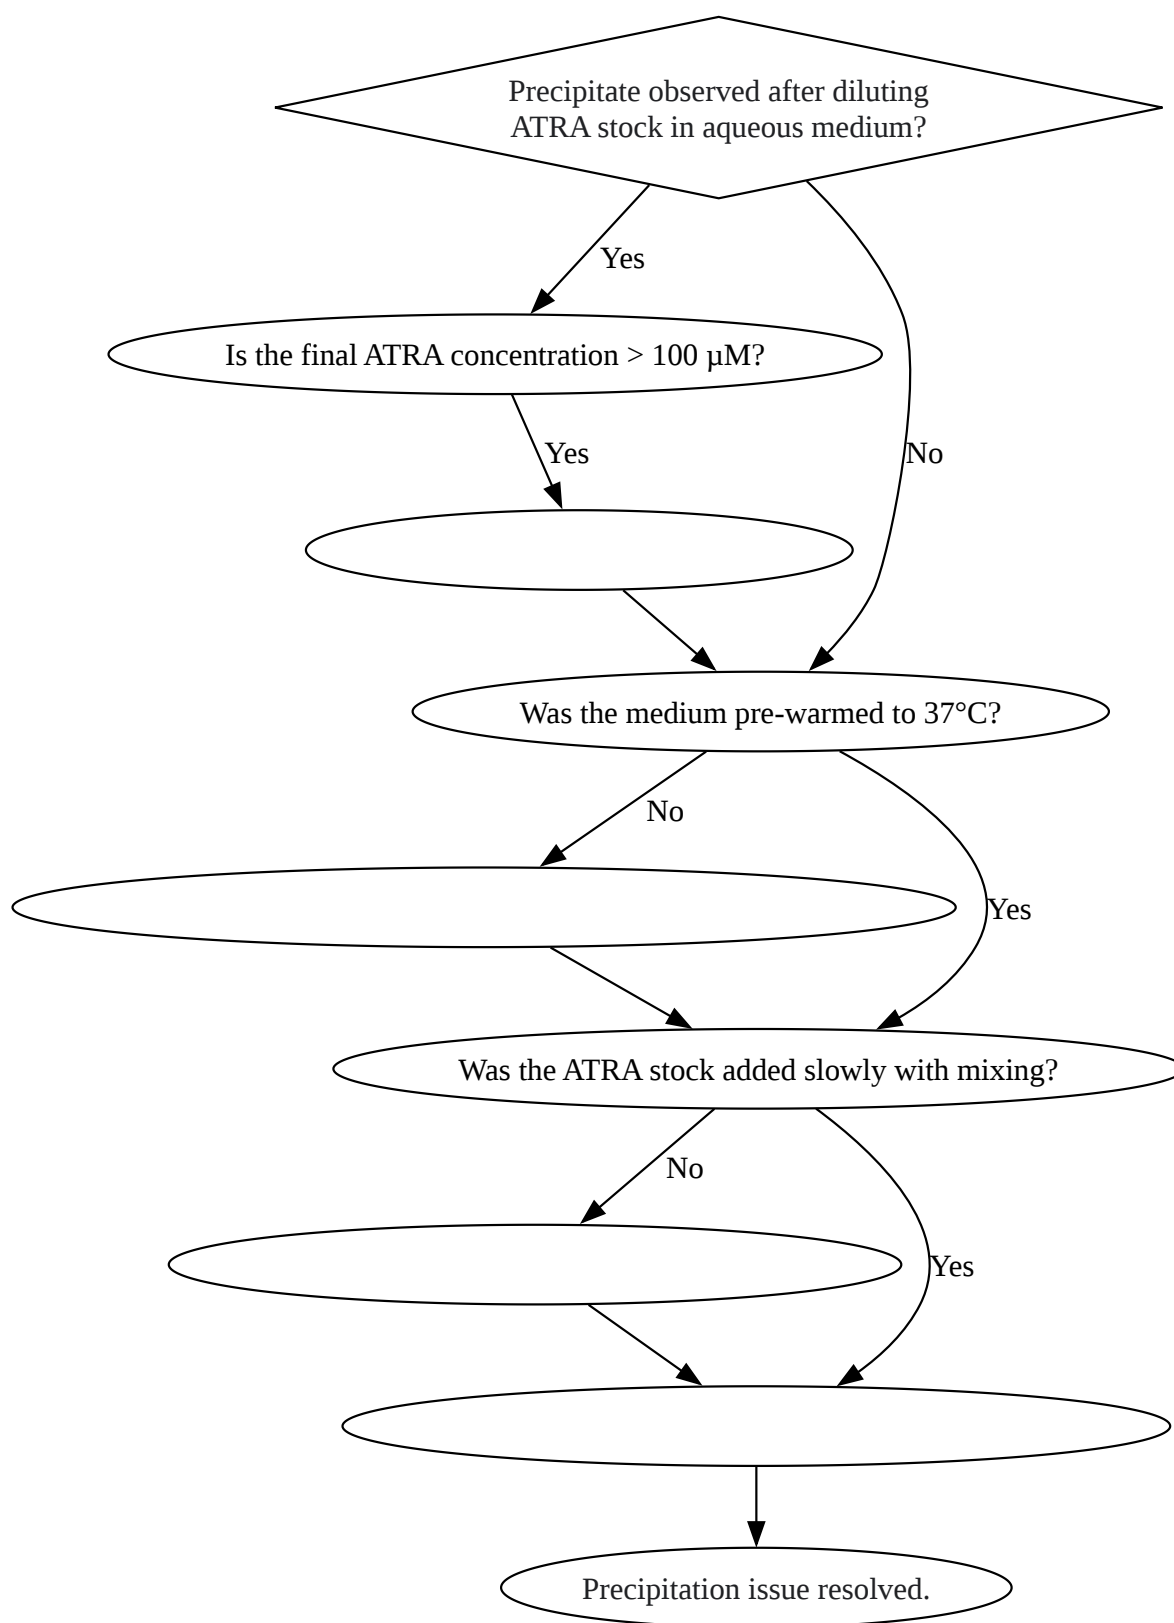 Precipitate observed after diluting
ATRA stock in aqueous medium?
Yes
Is the final ATRA concentration > 100 µM?
Yes
No
Was the medium pre-warmed to 37°C?
No
Yes
Was the ATRA stock added slowly with mixing?
No
Yes
Precipitation issue resolved.